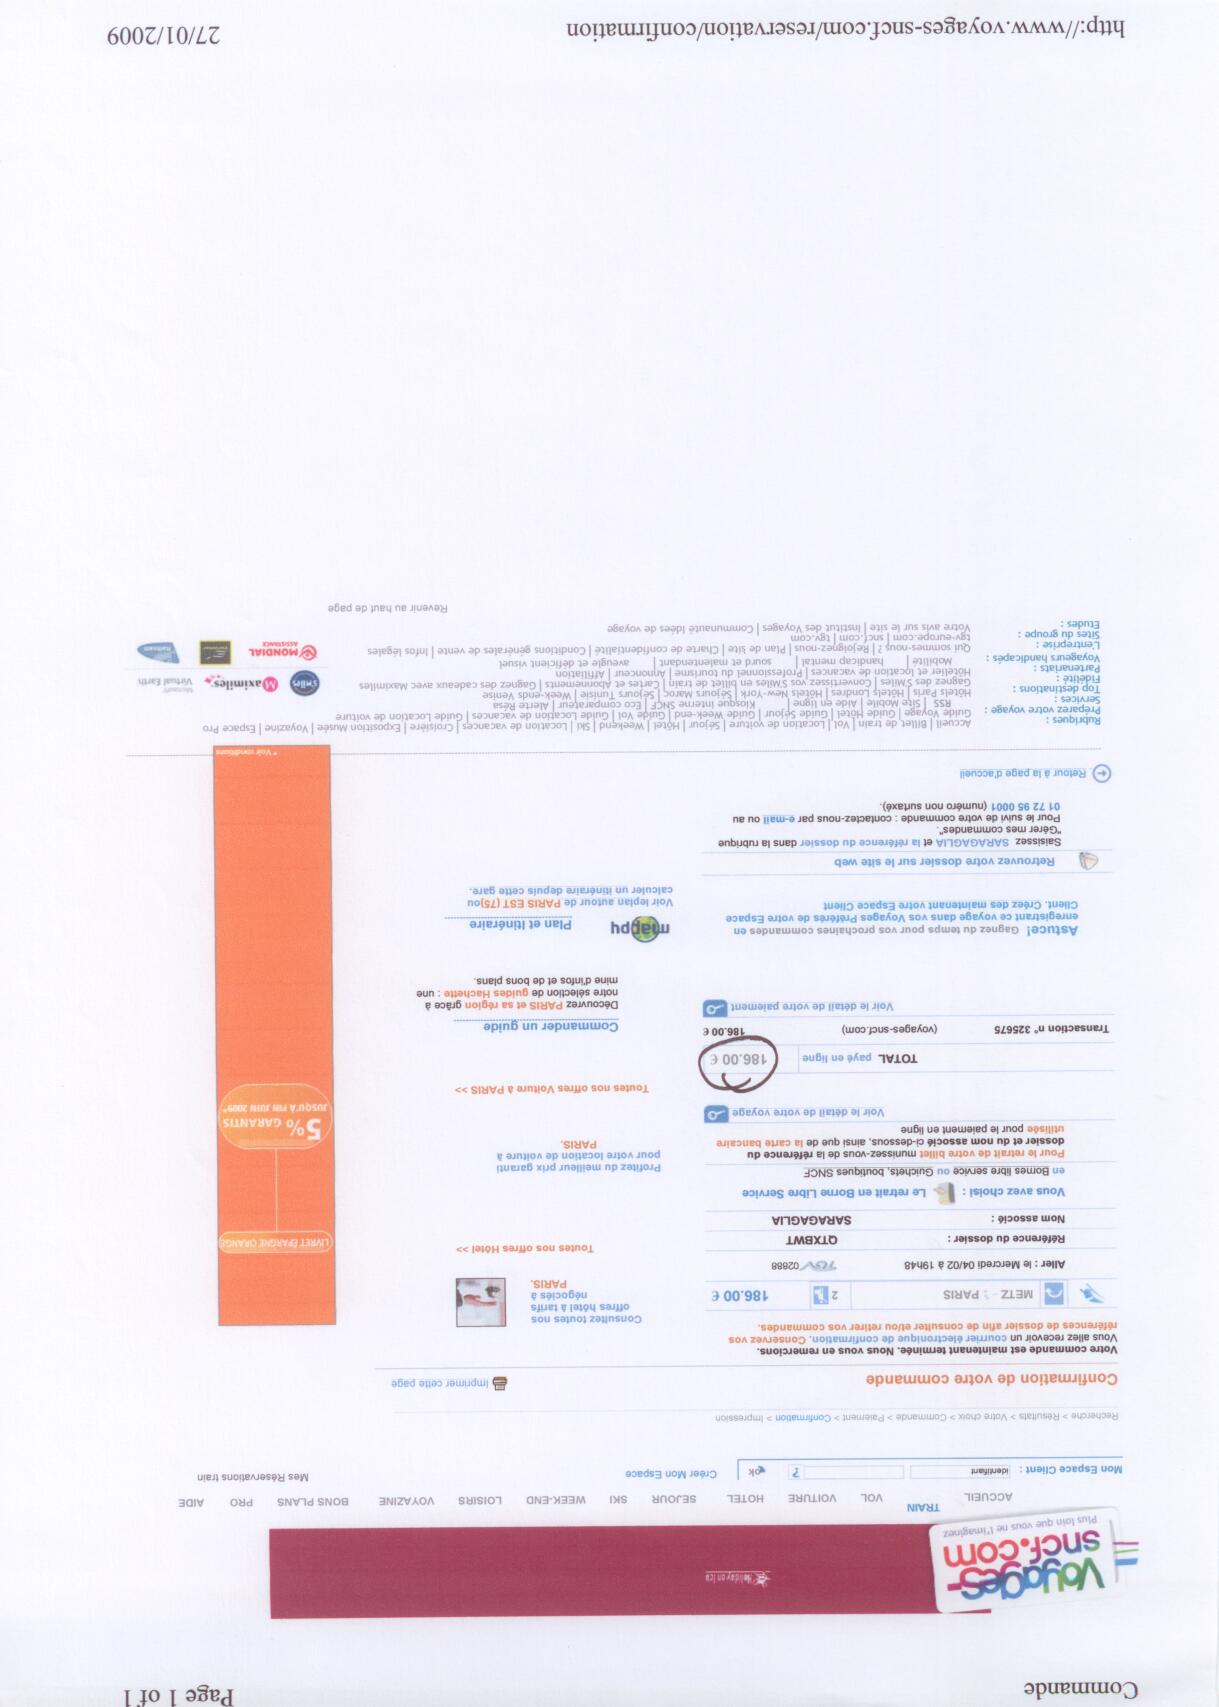 Commande
Page 1 of 1
Holiday on Ice
Voyages-
sncf.com
Plus loin que vous ne l'imaginez
ACCUEIL TRAIN VOL VOITURE HOTEL SEJOUR SKI WEEK-END LOISIRS VOYAZINE BONS PLANS PRO AIDE
Mon Espace Client : identifiant ? ok Créer Mon Espace Mes Réservations train
Recherche > Résultats > Votre choix > Commande > Paiement > Confirmation > Impression
Confirmation de votre commande
Imprimer cette page
Votre commande est maintenant terminée. Nous vous en remercions.
Vous allez recevoir un courrier électronique de confirmation. Conservez vos
références de dossier afin de consulter et/ou retirer vos commandes.
METZ - > PARIS 2 186.00 €
Aller : le Mercredi 04/02 à 19h48 TGV 02888
Référence du dossier : QTXBWT
Nom associé : SARAGAGLIA
Vous avez choisi : Le retrait en Borne Libre Service
en Bornes libre service ou Guichets, boutiques SNCF
Pour le retrait de votre billet munissez-vous de la référence du
dossier et du nom associé ci-dessous, ainsi que de la carte bancaire
utilisée pour le paiement en ligne
Voir le détail de votre voyage
TOTAL payé en ligne 186.00 €
Transaction n° 325675 (voyages-sncf.com) 186.00 €
Voir le détail de votre paiement
Astuce! Gagnez du temps pour vos prochaines commandes en
enregistrant ce voyage dans vos Voyages Préférés de votre Espace
Client. Créez dès maintenant votre Espace Client
Retrouvez votre dossier sur le site web
Saisissez SARAGAGLIA et la référence du dossier dans la rubrique
"Gérer mes commandes".
Pour le suivi de votre commande : contactez-nous par e-mail ou au
01 72 95 0001 (numéro non surtaxé).
Retour à la page d'accueil
Consultez toutes nos
offres hôtel à tarifs
négociés à
PARIS.
Toutes nos offres Hôtel >>
Profitez du meilleur prix garanti
pour votre location de voiture à
PARIS.
Toutes nos offres Voiture à PARIS >>
Commander un guide
Découvrez PARIS et sa région grâce à
notre sélection de guides Hachette : une
mine d'infos et de bons plans.
mappy Plan et itinéraire
Voir leplan autour de PARIS EST (75)ou
calculer un itinéraire depuis cette gare.
LIVRET ÉPARGNE ORANGE
5% GARANTIS
JUSQU'À FIN JUIN 2009*
* Voir conditions
Rubriques : Accueil | Billet de train | Vol | Location de voiture | Séjour | Hôtel | Weekend | Ski | Location de vacances | Croisière | Exposition Musée | Voyazine | Espace Pro
Préparez votre voyage : Guide Voyage | Guide Hôtel | Guide Séjour | Guide Week-end | Guide Vol | Guide Location de vacances | Guide Location de voiture
Services : RSS | Site Mobile | Aide en ligne | Kiosque interne SNCF | Eco comparateur | Alerte Résa
Top destinations : Hôtels Paris | Hôtels Londres | Hôtels New-York | Séjours Maroc | Séjours Tunisie | Week-ends Venise
Fidélité : Gagnez des S'Miles | Convertissez vos S'Miles en billet de train | Cartes et Abonnements | Gagnez des cadeaux avec Maximiles
Partenariats : Hôtelier et location de vacances | Professionnel du tourisme | Annonceur | Affiliation
Voyageurs handicapés : Mobilité | handicap mental | sourd et malentendant | aveugle et déficient visuel
L'entreprise : Qui sommes-nous ? | Rejoignez-nous | Plan de site | Charte de confidentialité | Conditions générales de vente | Infos légales
Sites du groupe : tgv-europe.com | sncf.com | tgv.com
Etudes : Votre avis sur le site | Institut des Voyages | Communauté Idées de voyage
S'Miles Maximiles Microsoft Virtual Earth
MONDIAL ASSISTANCE
Revenir au haut de page
http://www.voyages-sncf.com/reservation/confirmation
27/01/2009